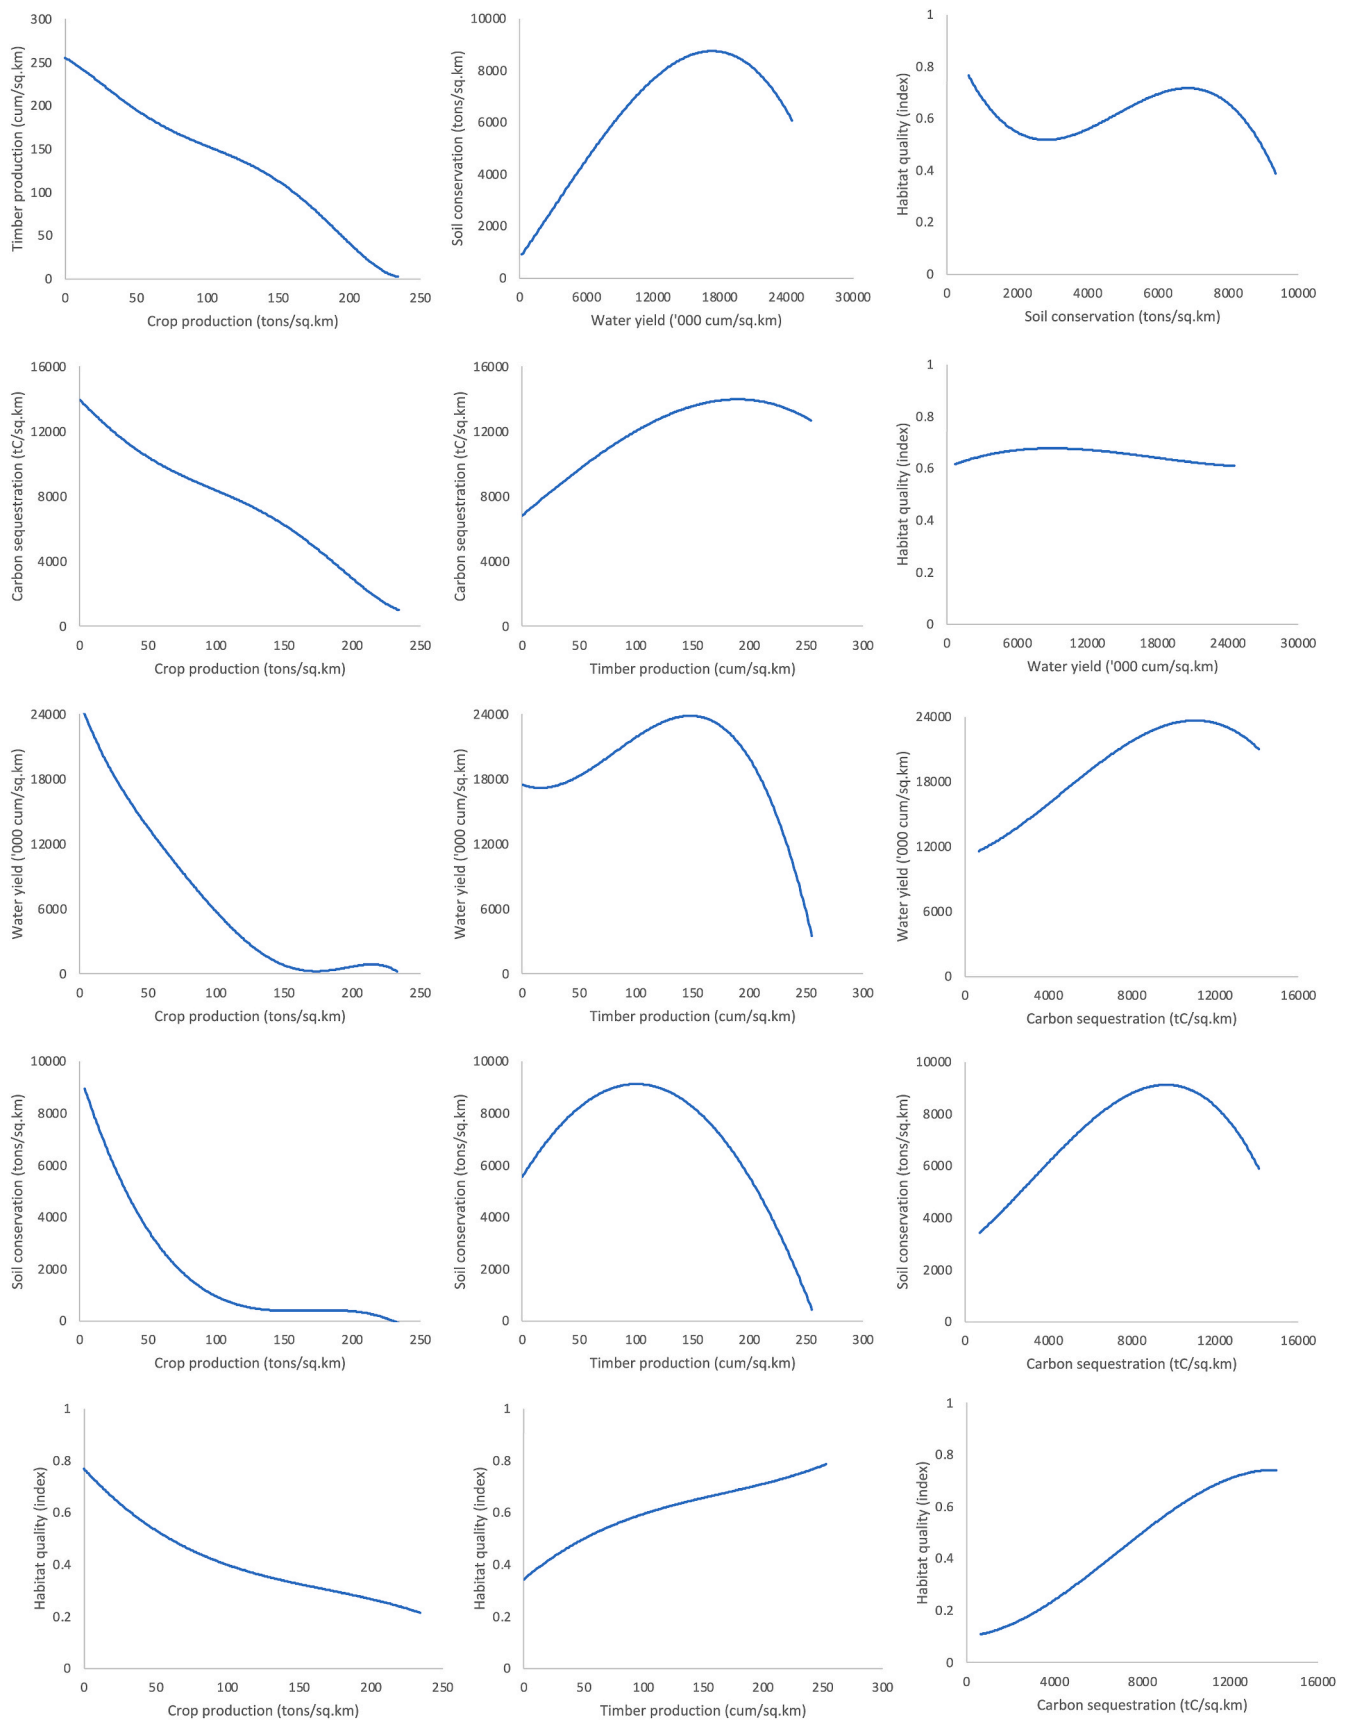 Timber production (cum/sq.km)
300
250
200
150
100
50
0
0 50 100 150 200 250
Crop production (tons/sq.km)
Soil conservation (tons/sq.km)
10000
8000
6000
4000
2000
0
0 6000 12000 18000 24000 30000
Water yield ('000 cum/sq.km)
Habitat quality (index)
1
0.8
0.6
0.4
0.2
0
0 2000 4000 6000 8000 10000
Soil conservation (tons/sq.km)
Carbon sequestration (tC/sq.km)
16000
12000
8000
4000
0
0 50 100 150 200 250
Crop production (tons/sq.km)
Carbon sequestration (tC/sq.km)
16000
12000
8000
4000
0
0 50 100 150 200 250 300
Timber production (cum/sq.km)
Habitat quality (index)
1
0.8
0.6
0.4
0.2
0
0 6000 12000 18000 24000 30000
Water yield ('000 cum/sq.km)
Water yield ('000 cum/sq.km)
24000
18000
12000
6000
0
0 50 100 150 200 250
Crop production (tons/sq.km)
Water yield ('000 cum/sq.km)
24000
18000
12000
6000
0
0 50 100 150 200 250 300
Timber production (cum/sq.km)
Water yield ('000 cum/sq.km)
24000
18000
12000
6000
0
0 4000 8000 12000 16000
Carbon sequestration (tC/sq.km)
Soil conservation (tons/sq.km)
10000
8000
6000
4000
2000
0
0 50 100 150 200 250
Crop production (tons/sq.km)
Soil conservation (tons/sq.km)
10000
8000
6000
4000
2000
0
0 50 100 150 200 250 300
Timber production (cum/sq.km)
Soil conservation (tons/sq.km)
10000
8000
6000
4000
2000
0
0 4000 8000 12000 16000
Carbon sequestration (tC/sq.km)
Habitat quality (index)
1
0.8
0.6
0.4
0.2
0
0 50 100 150 200 250
Crop production (tons/sq.km)
Habitat quality (index)
1
0.8
0.6
0.4
0.2
0
0 50 100 150 200 250 300
Timber production (cum/sq.km)
Habitat quality (index)
1
0.8
0.6
0.4
0.2
0
0 4000 8000 12000 16000
Carbon sequestration (tC/sq.km)